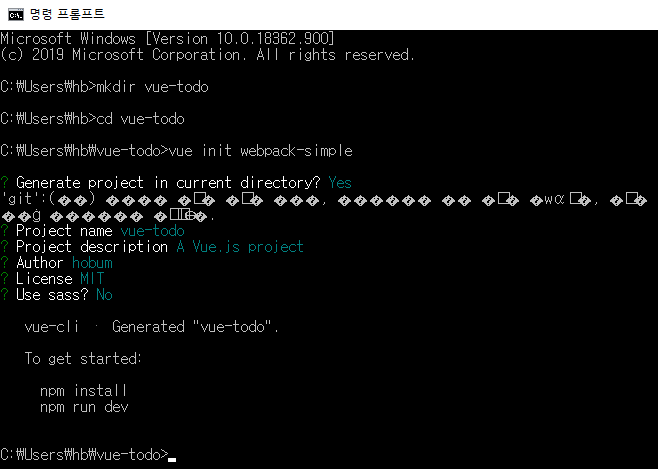 명령 프롬프트
Microsoft Windows [Version 10.0.18362.900]
(c) 2019 Microsoft Corporation. All rights reserved.
C:\Users\hb>mkdir vue-todo
C:\Users\hb>cd vue-todo
C:\Users\hb\vue-todo>vue init webpack-simple
? Generate project in current directory? Yes
'git':(
? Project name vue-todo
? Project description A Vue.js project
? Author hobum
? License MIT
? Use sass? No
vue-cli · Generated "vue-todo".
To get started:
npm install
npm run dev
C:\Users\hb\vue-todo>